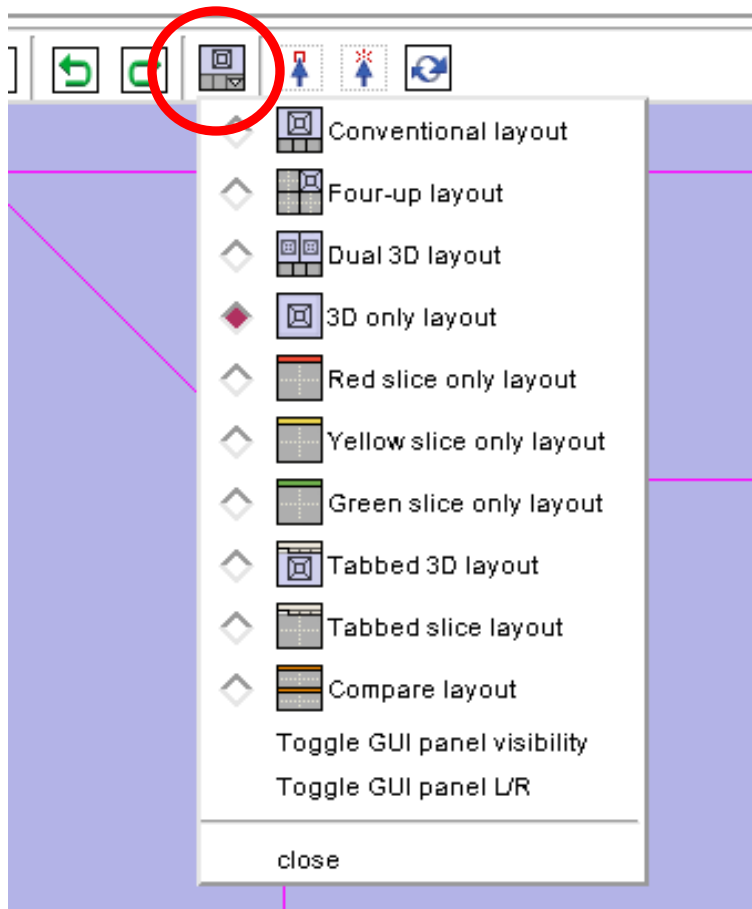 Conventional layout
Four-up layout
Dual 3D layout
3D only layout
Red slice only layout
Yellow slice only layout
Green slice only layout
Tabbed 3D layout
Tabbed slice layout
Compare layout
Toggle GUI panel visibility
Toggle GUI panel L/R
close